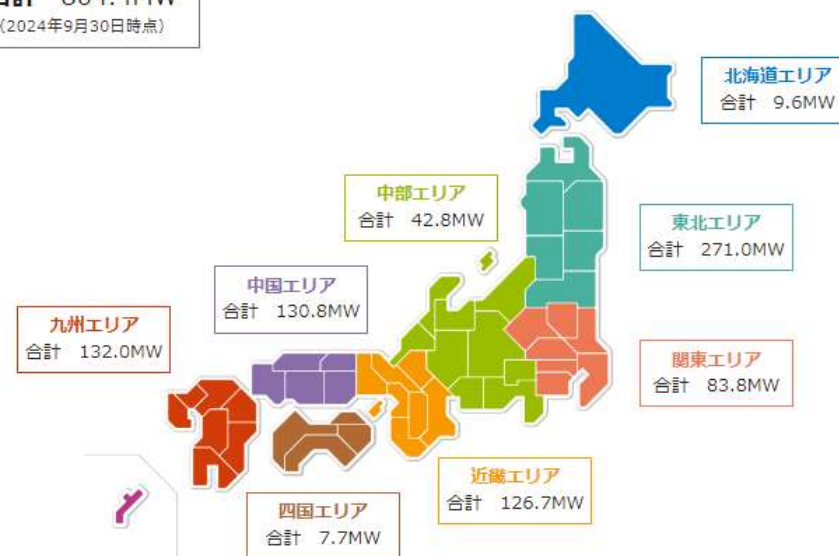 （2024年9月30日時点）
北海道エリア
合計　9.6MW
中部エリア
合計　42.8MW
東北エリア
合計　271.0MW
中国エリア
合計　130.8MW
九州エリア
合計　132.0MW
関東エリア
合計　83.8MW
近畿エリア
合計　126.7MW
四国エリア
合計　7.7MW